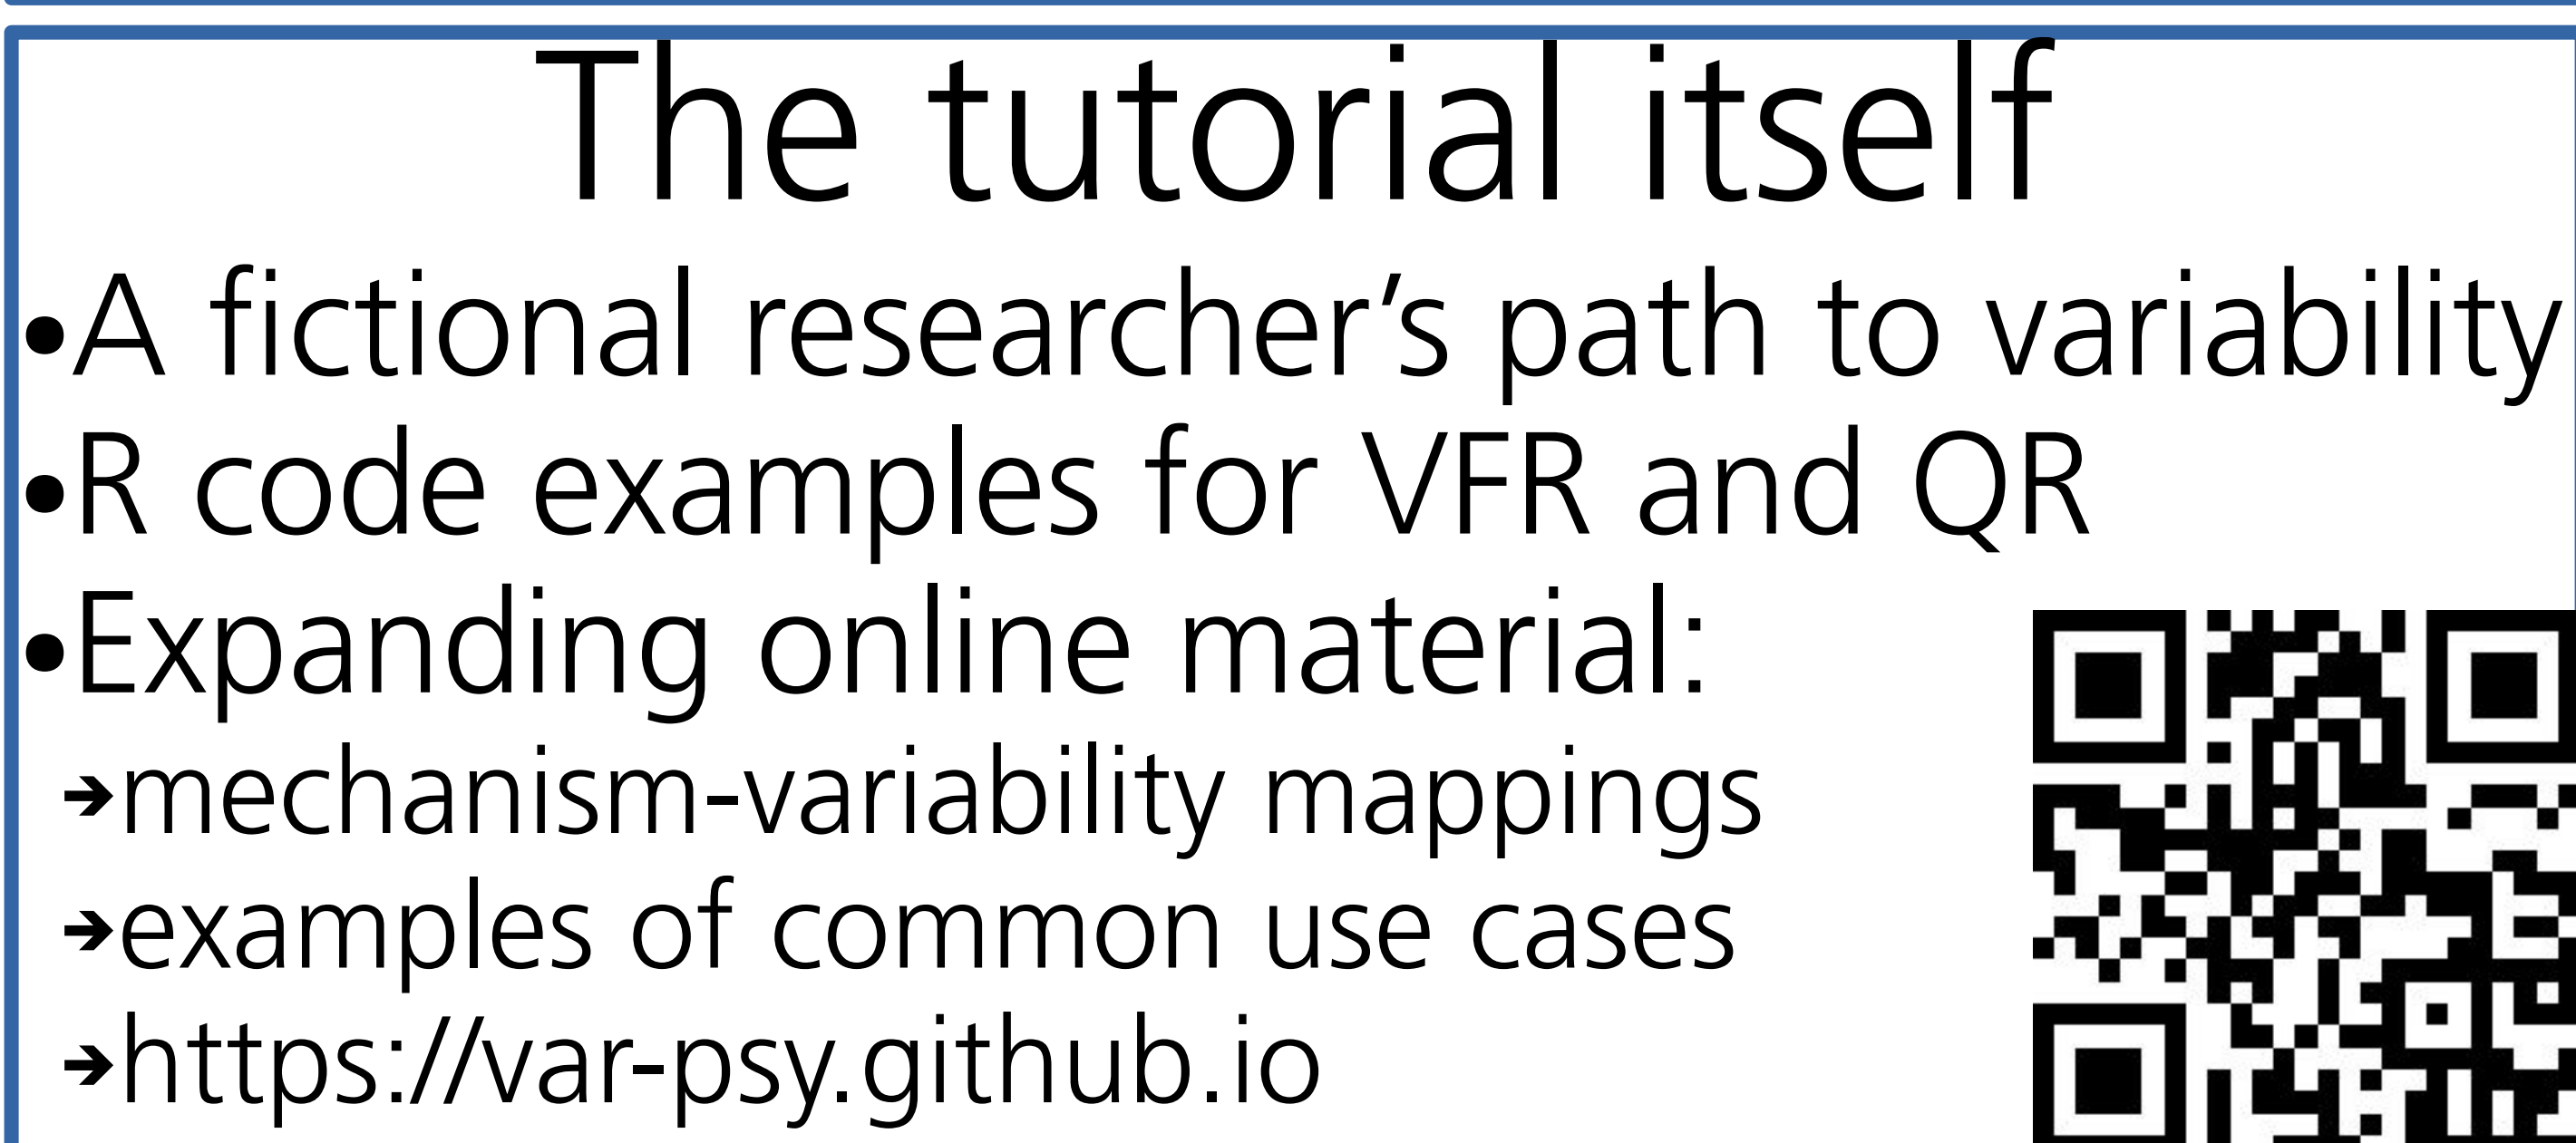 The tutorial itself
•A fictional researcher’s path to variability
•R code examples for VFR and QR
•Expanding online material:
➔mechanism-variability mappings
➔examples of common use cases
➔https://var-psy.github.io